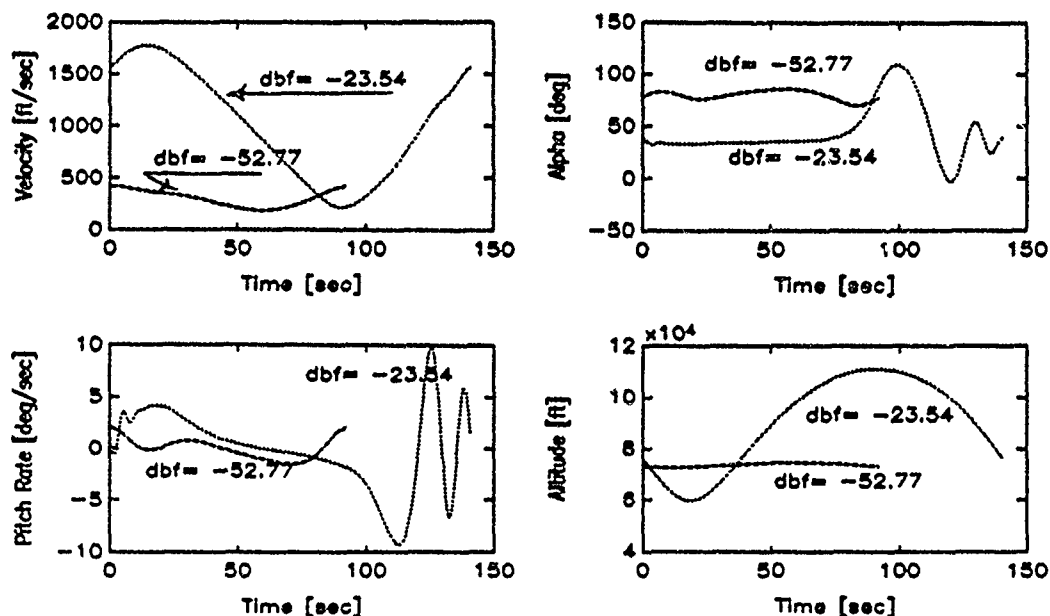 2000
1500
1000
500
0
Velocity [ft/sec]
dbf= -23.54
dbf= -52.77
0 50 100 150
Time [sec]
150
100
50
0
-50
Alpha [deg]
dbf= -52.77
dbf= -23.54
0 50 100 150
Time [sec]
10
5
0
-5
-10
Pitch Rate [deg/sec]
dbf= -23.54
dbf= -52.77
0 50 100 150
Time [sec]
×10⁴
12
10
8
6
4
Altitude [ft]
dbf= -23.54
dbf= -52.77
0 50 100 150
Time [sec]